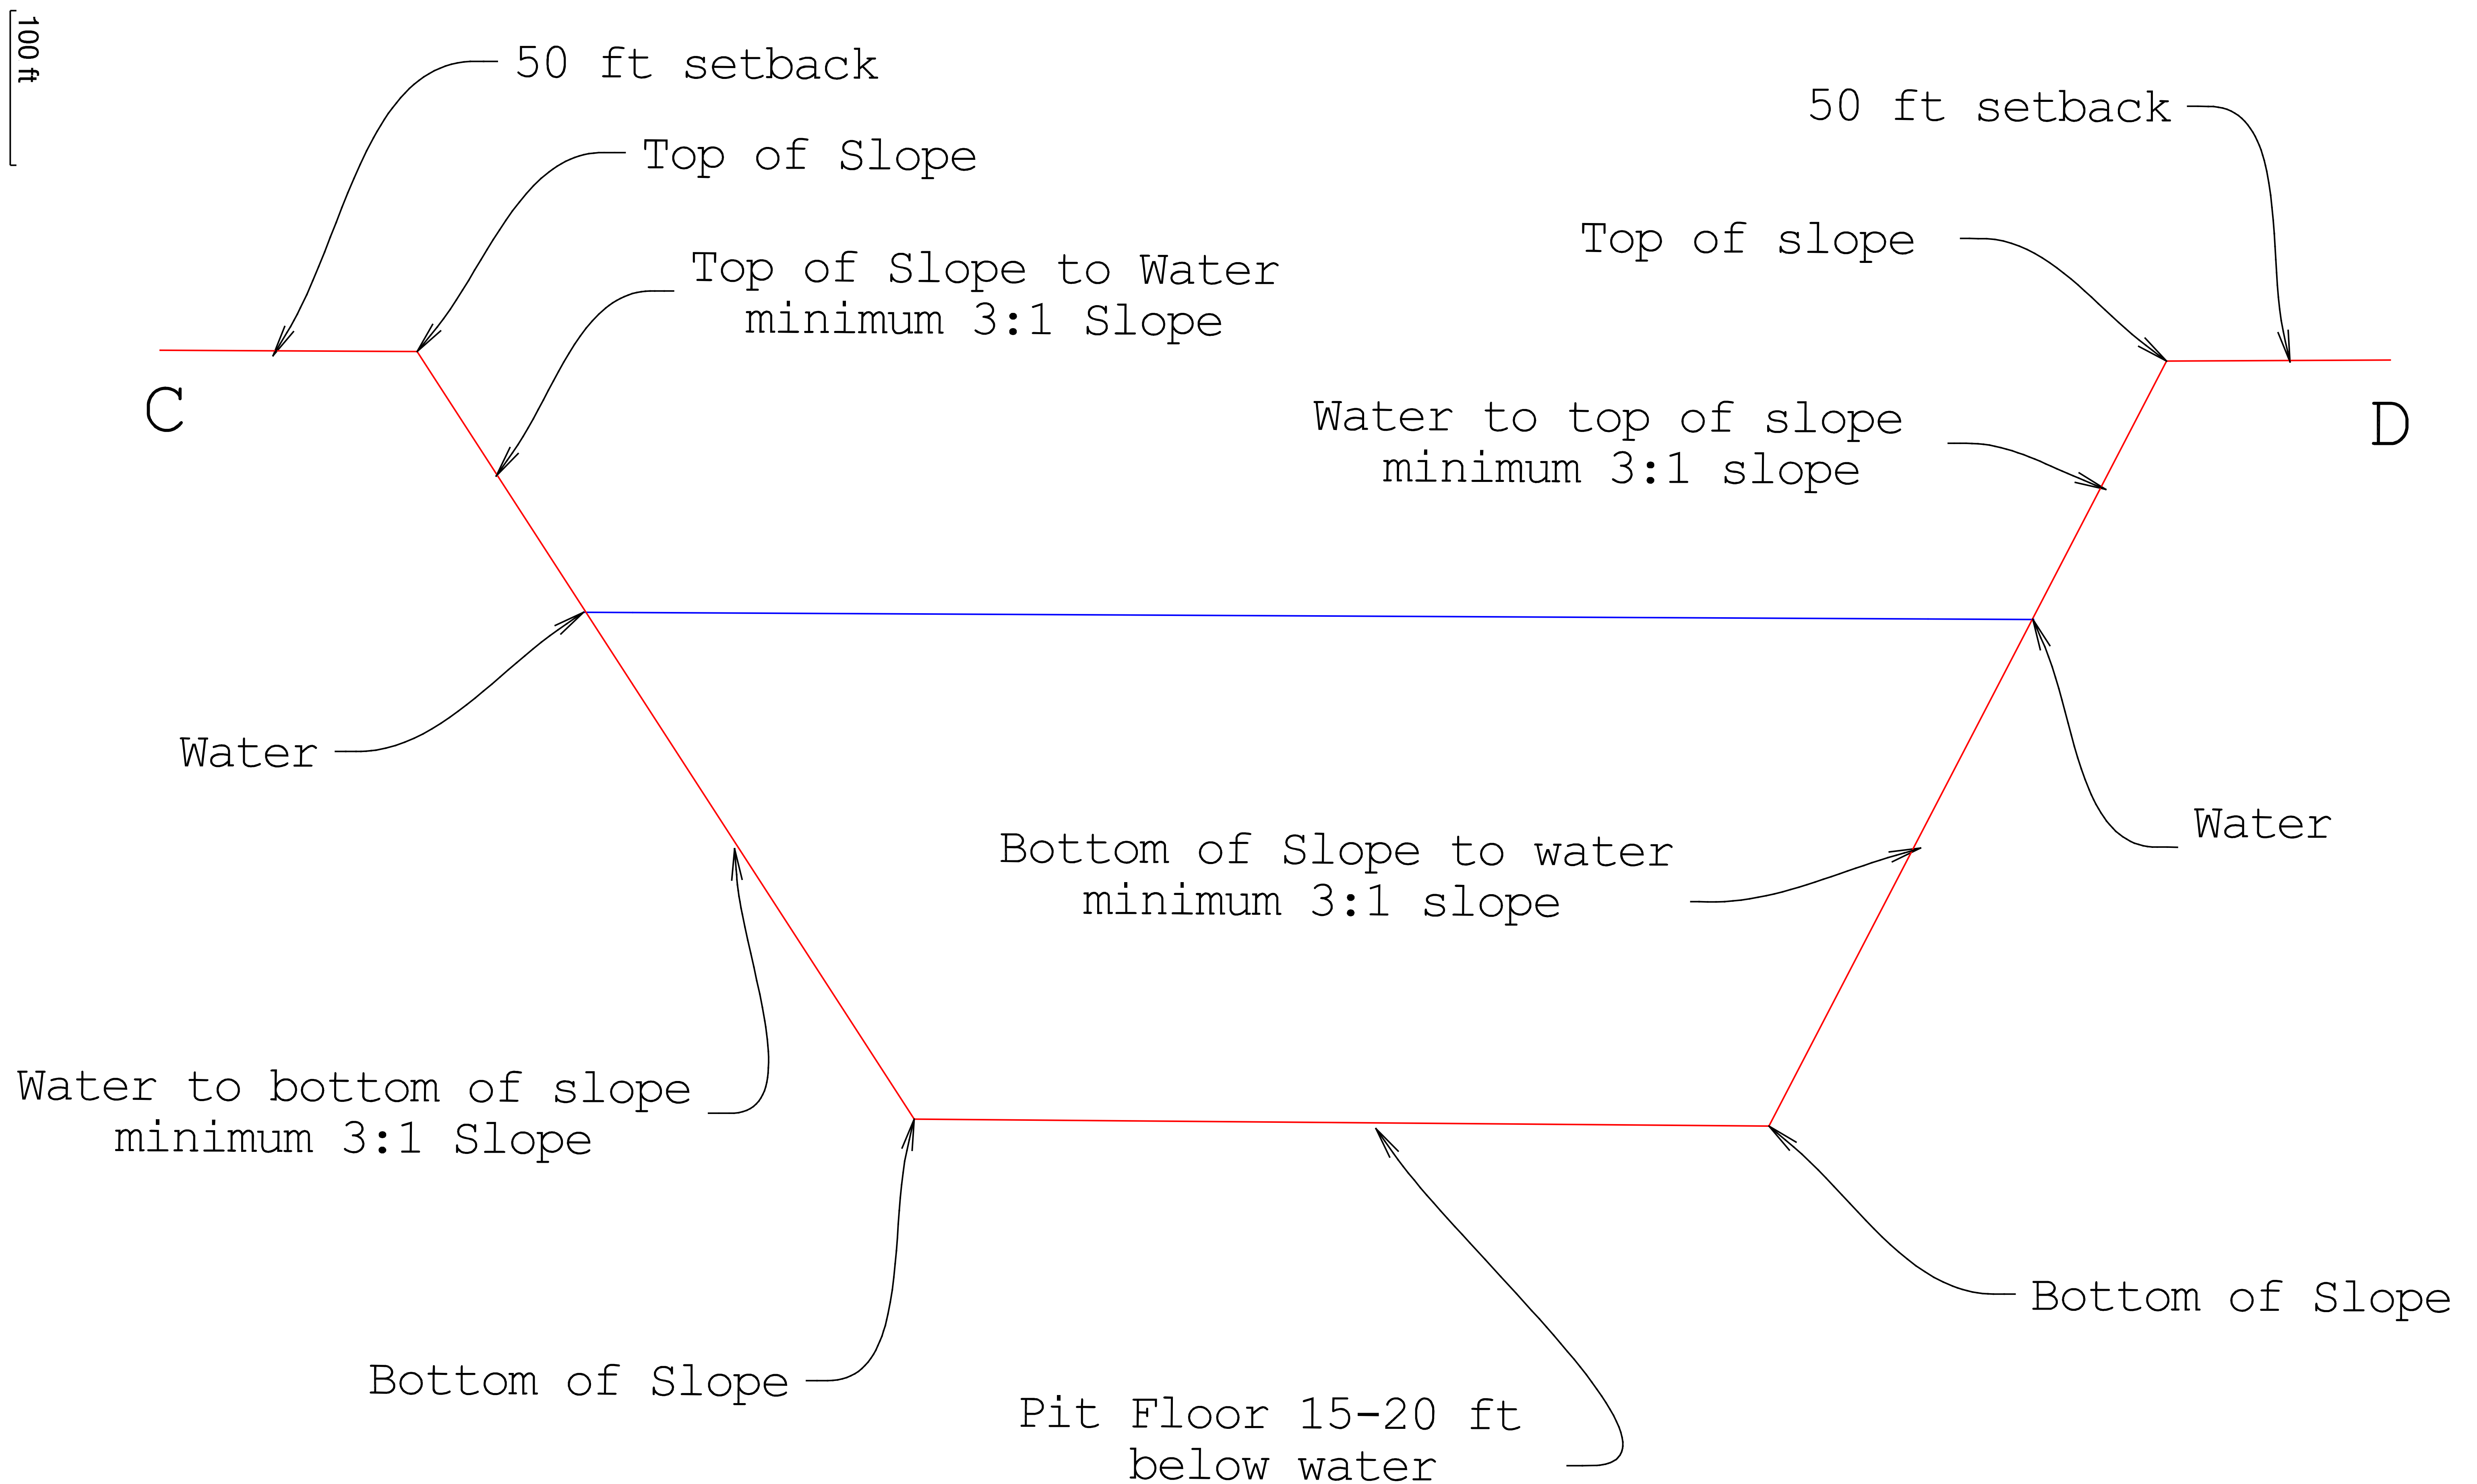 100 ft
50 ft setback
50 ft setback
Top of Slope
Top of slope
Top of Slope to Water
minimum 3:1 Slope
C
D
Water to top of slope
minimum 3:1 slope
Water
Water
Bottom of Slope to water
minimum 3:1 slope
Water to bottom of slope
minimum 3:1 Slope
Bottom of Slope
Bottom of Slope
Pit Floor 15-20 ft
below water